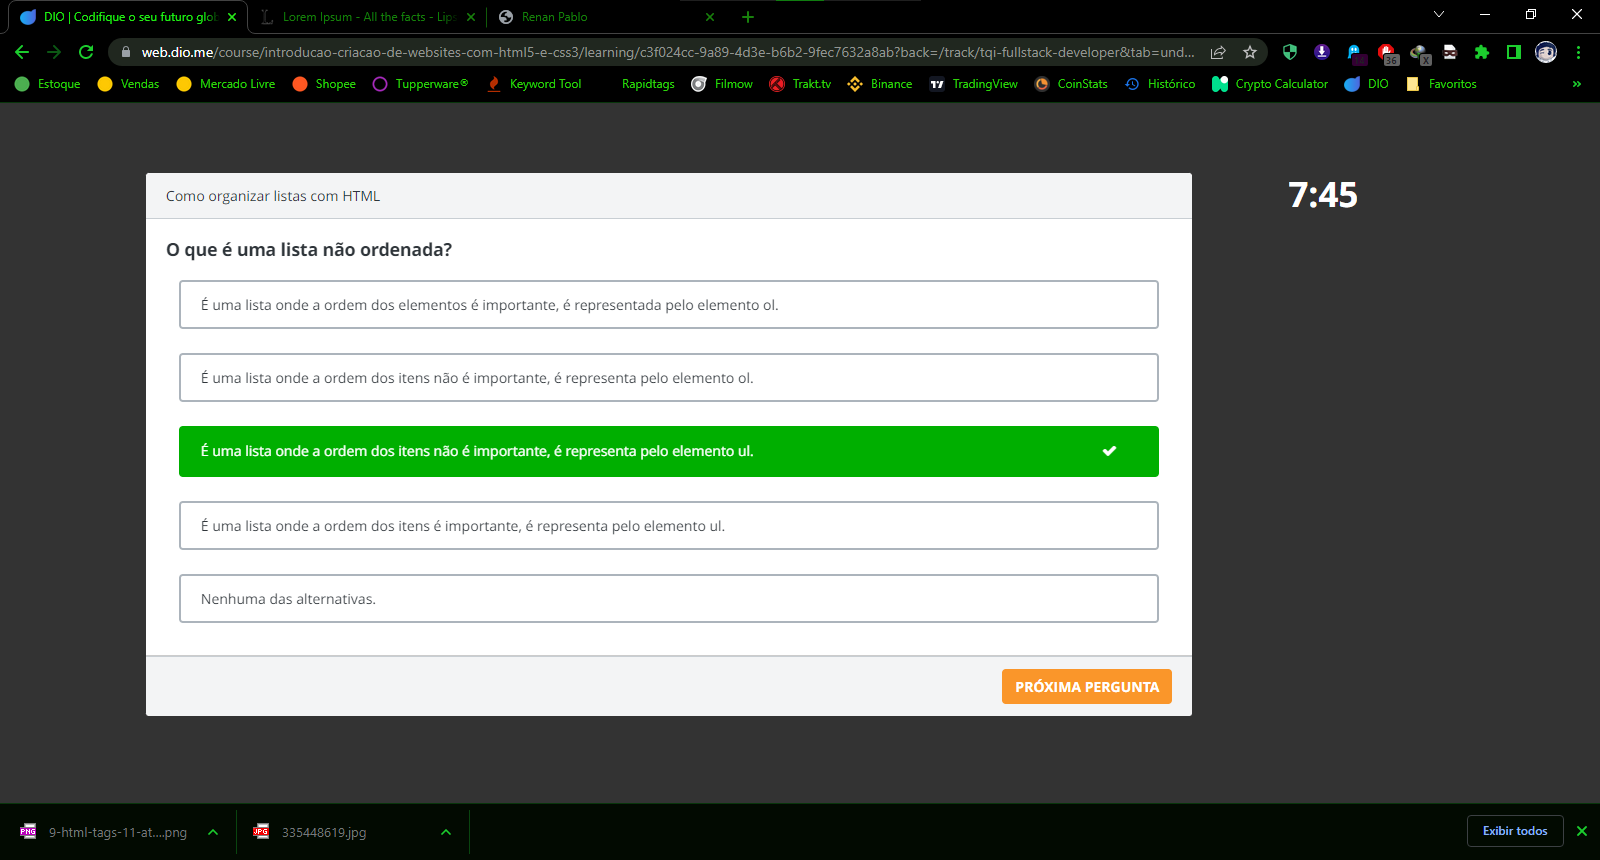 DIO | Codifique o seu futuro glob
Lorem Ipsum - All the facts - Lips
Renan Pablo
web.dio.me/course/introducao-criacao-de-websites-com-html5-e-css3/learning/c3f024cc-9a89-4d3e-b6b2-9fec7632a8ab?back=/track/tqi-fullstack-developer&tab=und...
36
X
Estoque
Vendas
Mercado Livre
Shopee
Tupperware®
Keyword Tool
Rapidtags
Filmow
Trakt.tv
Binance
TradingView
CoinStats
Histórico
Crypto Calculator
DIO
Favoritos
»
Como organizar listas com HTML
7:45
O que é uma lista não ordenada?
É uma lista onde a ordem dos elementos é importante, é representada pelo elemento ol.
É uma lista onde a ordem dos itens não é importante, é representa pelo elemento ol.
É uma lista onde a ordem dos itens não é importante, é representa pelo elemento ul.
É uma lista onde a ordem dos itens é importante, é representa pelo elemento ul.
Nenhuma das alternativas.
PRÓXIMA PERGUNTA
PNG
9-html-tags-11-at....png
JPG
335448619.jpg
Exibir todos